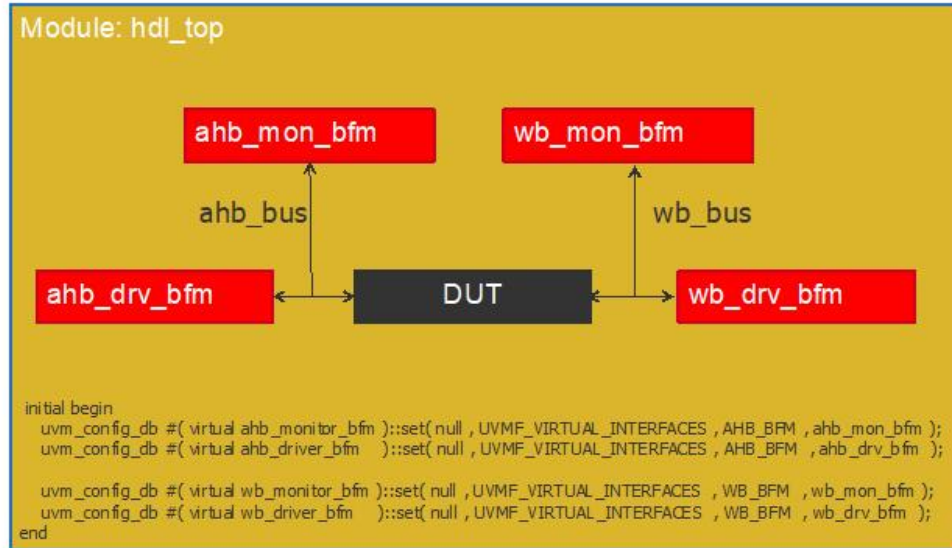 Module: hdl_top
ahb_mon_bfm
wb_mon_bfm
ahb_bus
wb_bus
ahb_drv_bfm
DUT
wb_drv_bfm
initial begin
uvm_config_db #( virtual ahb_monitor_bfm )::set( null , UVMF_VIRTUAL_INTERFACES , AHB_BFM , ahb_mon_bfm );
uvm_config_db #( virtual ahb_driver_bfm )::set( null , UVMF_VIRTUAL_INTERFACES , AHB_BFM , ahb_drv_bfm );
uvm_config_db #( virtual wb_monitor_bfm )::set( null , UVMF_VIRTUAL_INTERFACES , WB_BFM , wb_mon_bfm );
uvm_config_db #( virtual wb_driver_bfm )::set( null , UVMF_VIRTUAL_INTERFACES , WB_BFM , wb_drv_bfm );
end